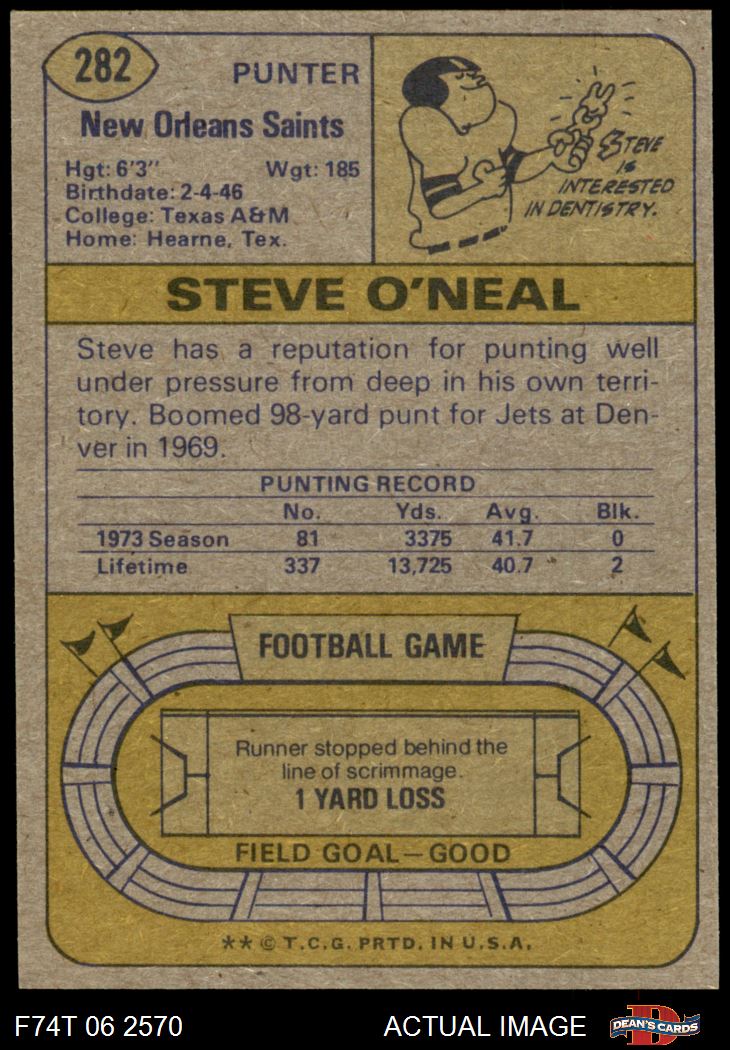 282
PUNTER
New Orleans Saints
Hgt: 6'3" Wgt: 185
Birthdate: 2-4-46
College: Texas A&M
Home: Hearne, Tex.
STEVE
IS
INTERESTED
IN DENTISTRY.
STEVE O'NEAL
Steve has a reputation for punting well
under pressure from deep in his own terri-
tory. Boomed 98-yard punt for Jets at Den-
ver in 1969.
PUNTING RECORD
No. Yds. Avg. Blk.
1973 Season 81 3375 41.7 0
Lifetime 337 13,725 40.7 2
FOOTBALL GAME
Runner stopped behind the
line of scrimmage.
1 YARD LOSS
FIELD GOAL—GOOD
** © T.C.G. PRTD. IN U.S.A.
F74T 06 2570 ACTUAL IMAGE
DEAN'S CARDS